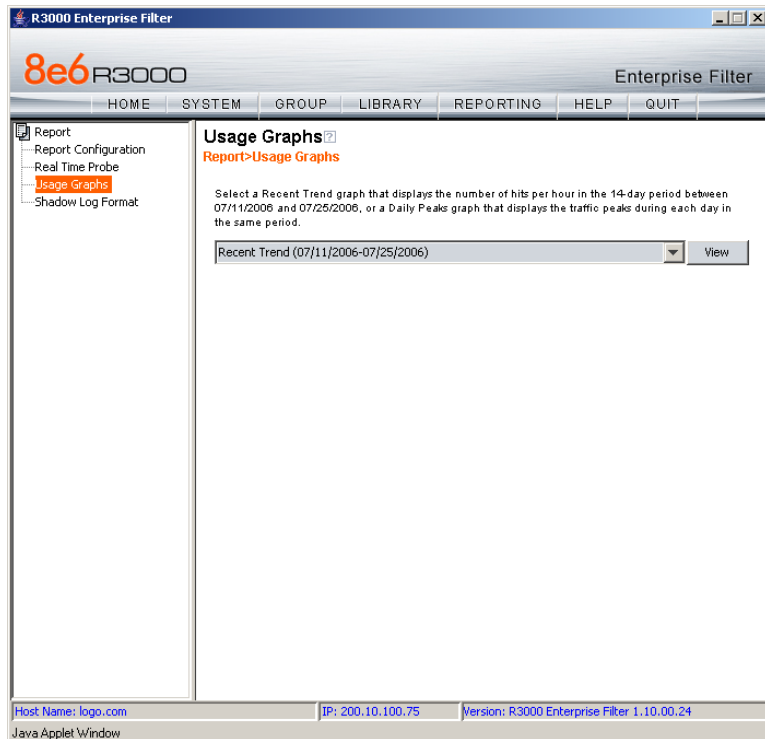 R3000 Enterprise Filter
8e6 R3000
Enterprise Filter
HOME SYSTEM GROUP LIBRARY REPORTING HELP QUIT
Report
Report Configuration
Real Time Probe
Usage Graphs
Shadow Log Format
Usage Graphs ?
Report>Usage Graphs
Select a Recent Trend graph that displays the number of hits per hour in the 14-day period between
07/11/2006 and 07/25/2006, or a Daily Peaks graph that displays the traffic peaks during each day in
the same period.
Recent Trend (07/11/2006-07/25/2006) View
Host Name: logo.com IP: 200.10.100.75 Version: R3000 Enterprise Filter 1.10.00.24
Java Applet Window